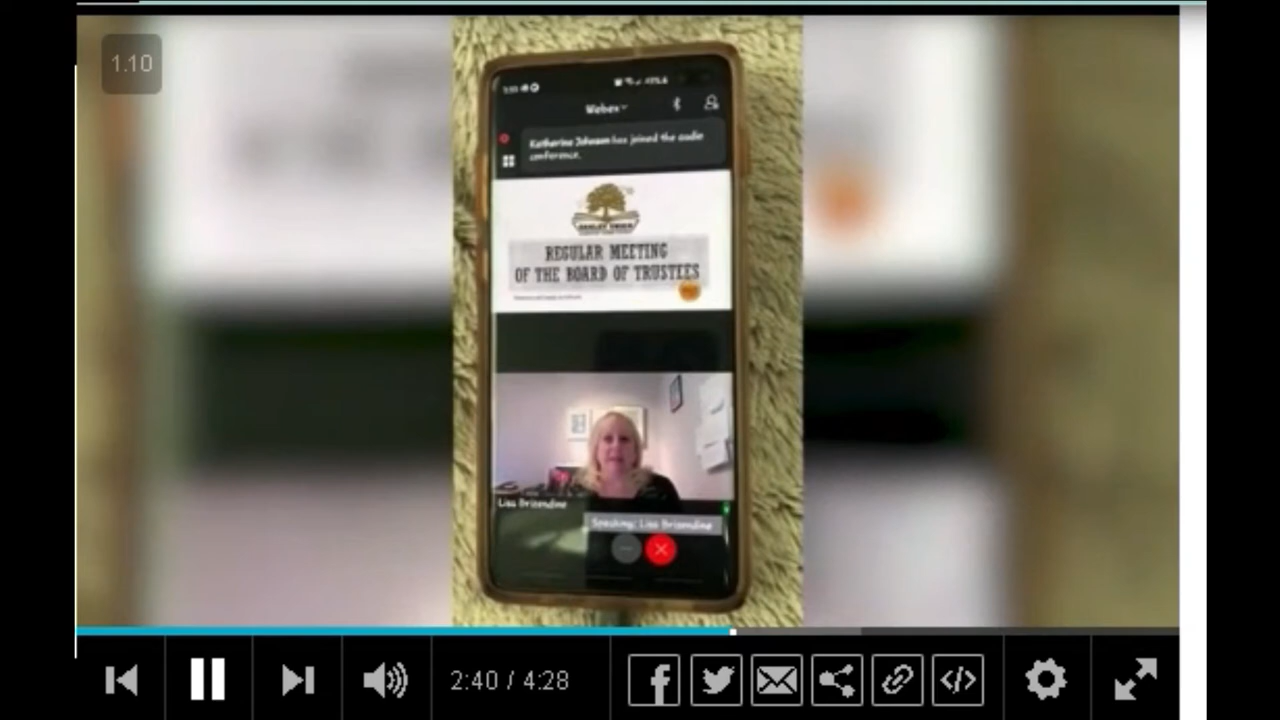 1.10
Webex
Katherine Johnson has joined the audio
conference.
REGULAR MEETING
OF THE BOARD OF TRUSTEES
Lisa Brizendine
Speaking: Lisa Brizendine
2:40 / 4:28